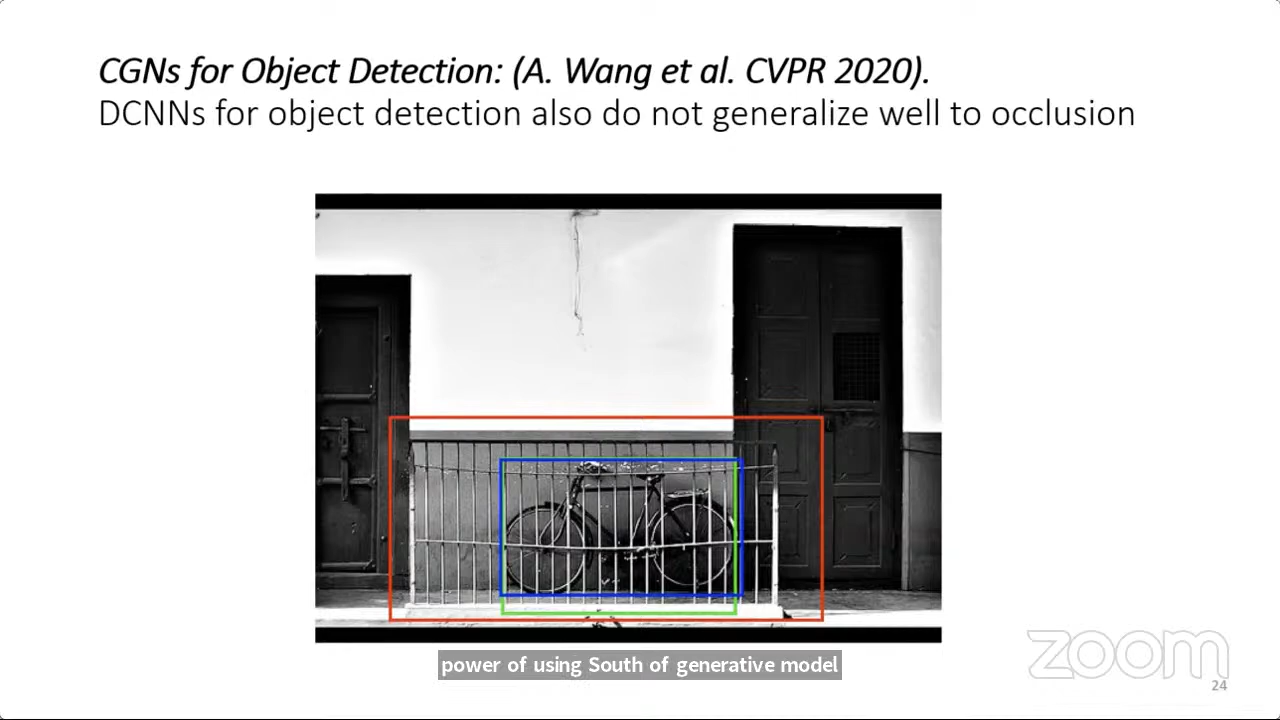 CGNs for Object Detection: (A. Wang et al. CVPR 2020).
DCNNs for object detection also do not generalize well to occlusion
power of using South of generative model
zoom
24